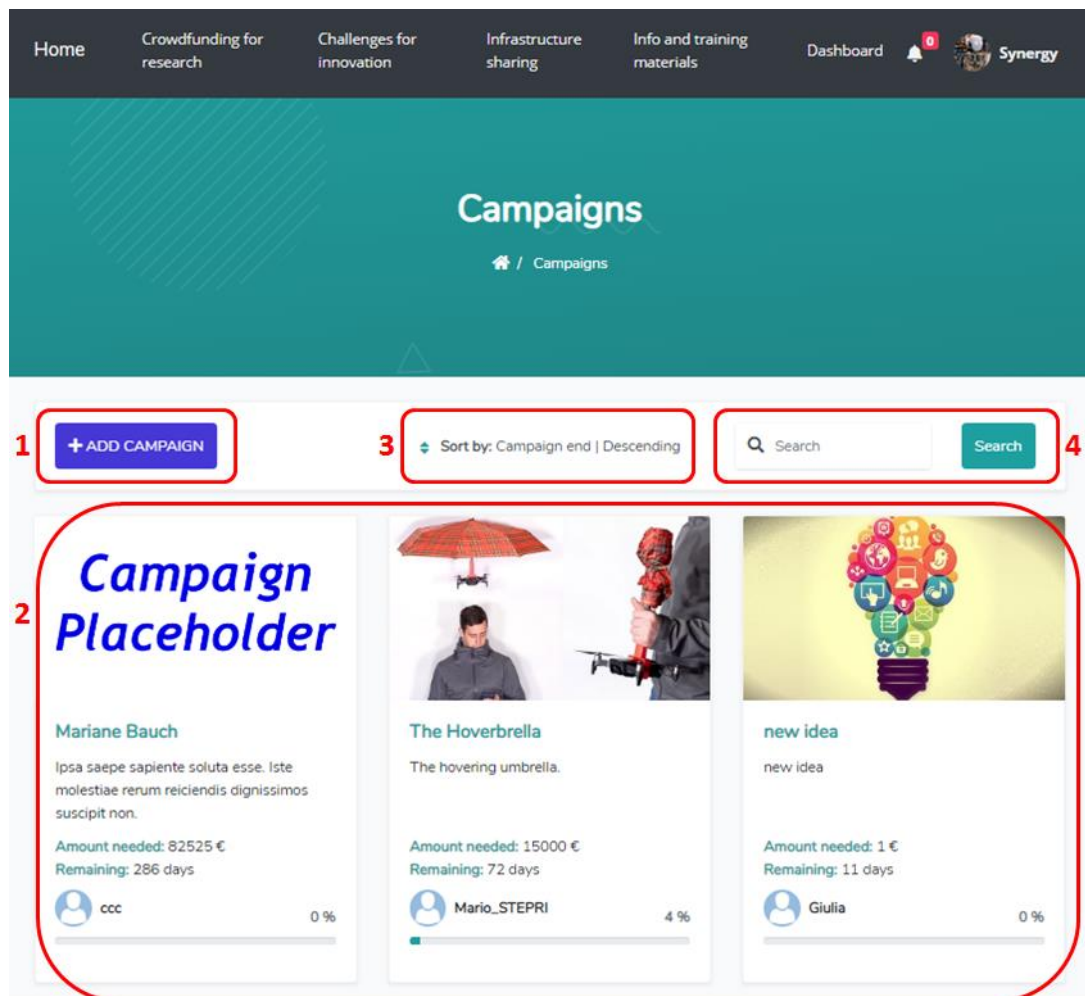 Home
Crowdfunding for
research
Challenges for
innovation
Infrastructure
sharing
Info and training
materials
Dashboard
0
Synergy
Campaigns
/ Campaigns
1
+ ADD CAMPAIGN
3
Sort by: Campaign end | Descending
Search
Search
4
2
Campaign
Placeholder
Mariane Bauch
Ipsa saepe sapiente soluta esse. Iste
molestiae rerum reiciendis dignissimos
suscipit non.
Amount needed: 82525 €
Remaining: 286 days
ccc
0 %
The Hoverbrella
The hovering umbrella.
Amount needed: 15000 €
Remaining: 72 days
Mario_STEPRI
4 %
new idea
new idea
Amount needed: 1 €
Remaining: 11 days
Giulia
0 %